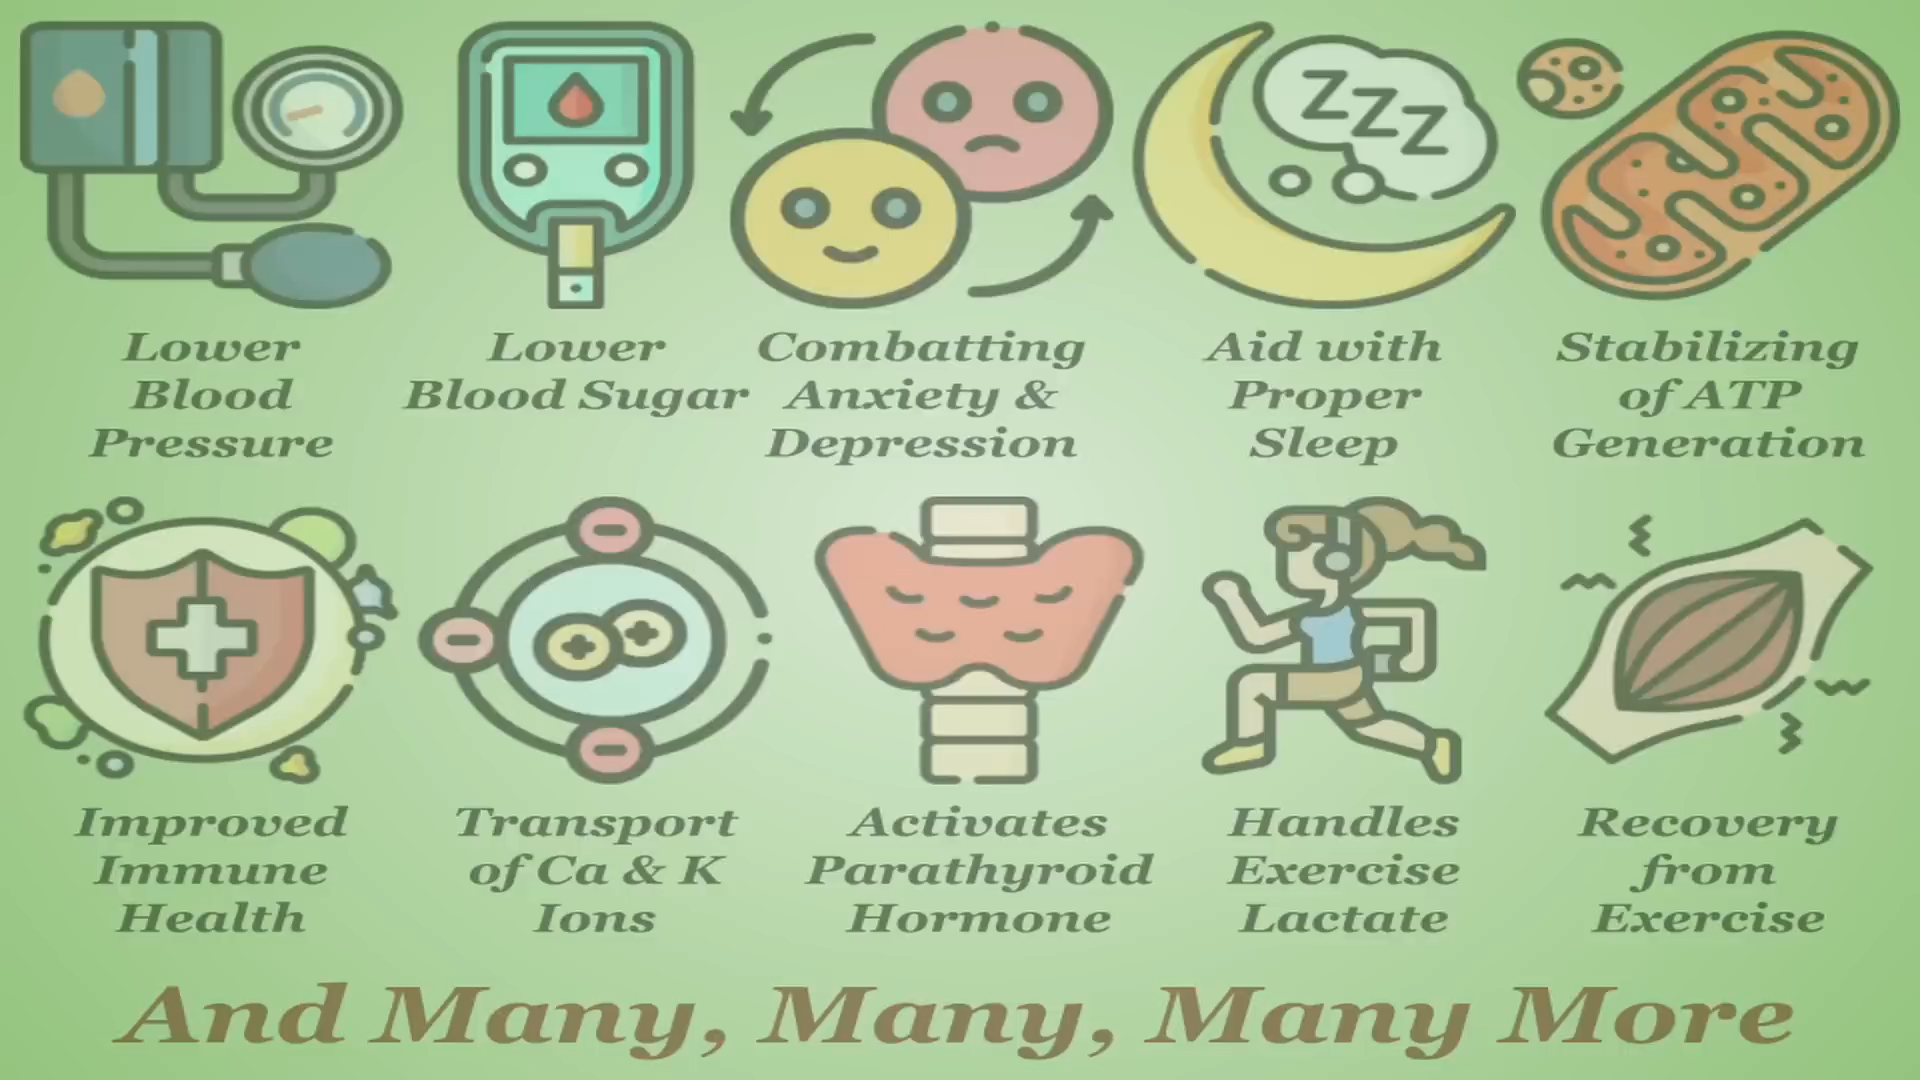 Lower
Blood
Pressure
Lower
Blood Sugar
Combatting
Anxiety &
Depression
Aid with
Proper
Sleep
Stabilizing
of ATP
Generation
Improved
Immune
Health
Transport
of Ca & K
Ions
Activates
Parathyroid
Hormone
Handles
Exercise
Lactate
Recovery
from
Exercise
And Many, Many, Many More
ZZZ